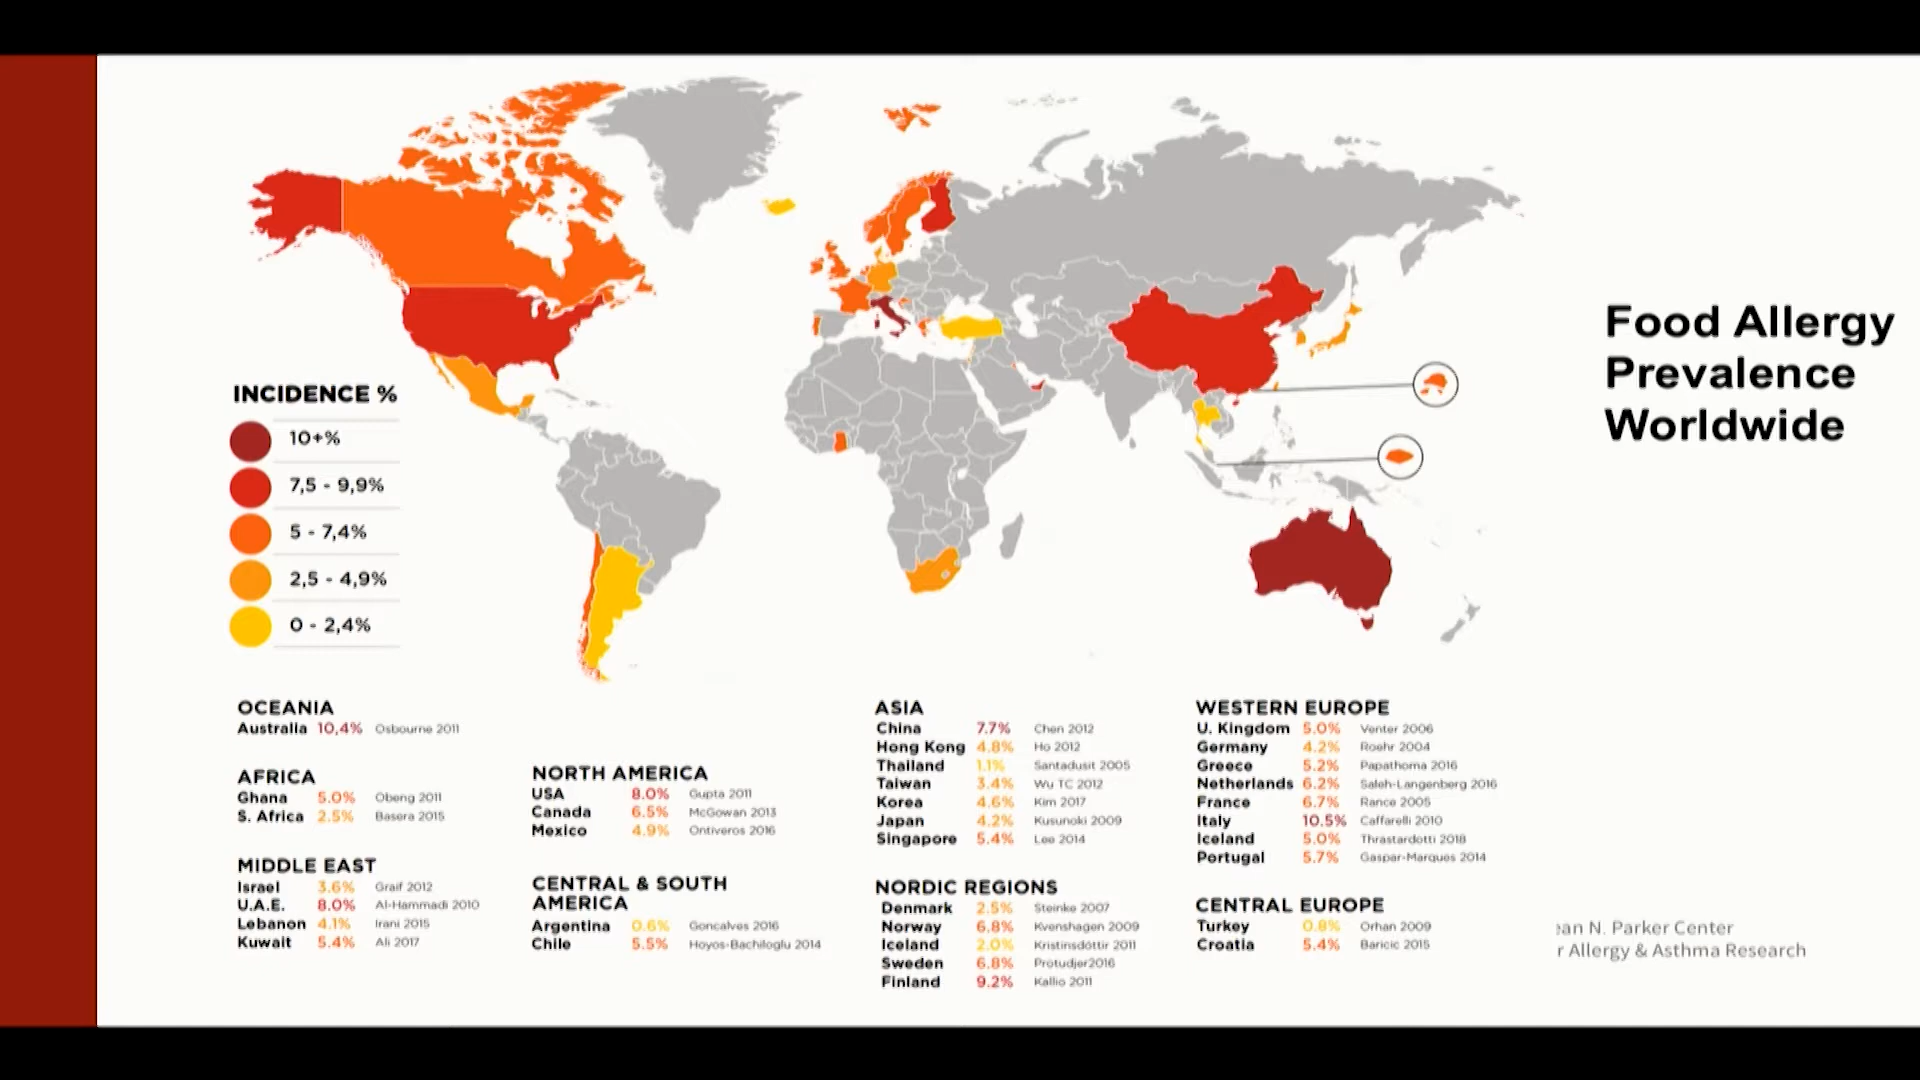 Food Allergy
Prevalence
Worldwide
INCIDENCE %
10+%
7,5 - 9,9%
5 - 7,4%
2,5 - 4,9%
0 - 2,4%
OCEANIA
Australia 10,4% Osbourne 2011
AFRICA
Ghana 5.0% Obeng 2011
S. Africa 2.5% Basera 2015
MIDDLE EAST
Israel 3.6% Graif 2012
U.A.E. 8.0% Al-Hammadi 2010
Lebanon 4.1% Irani 2015
Kuwait 5.4% Ali 2017
NORTH AMERICA
USA 8.0% Gupta 2011
Canada 6.5% McGowan 2013
Mexico 4.9% Ontiveros 2016
CENTRAL & SOUTH
AMERICA
Argentina 0.6% Goncalves 2016
Chile 5.5% Hoyos-Bachiloglu 2014
ASIA
China 7.7% Chen 2012
Hong Kong 4.8% Ho 2012
Thailand 1.1% Santadusit 2005
Taiwan 3.4% Wu TC 2012
Korea 4.6% Kim 2017
Japan 4.2% Kusunoki 2009
Singapore 5.4% Lee 2014
NORDIC REGIONS
Denmark 2.5% Steinke 2007
Norway 6.8% Kvenshagen 2009
Iceland 2.0% Kristinsdóttir 2011
Sweden 6.8% Protudjer2016
Finland 9.2% Kallio 2011
WESTERN EUROPE
U. Kingdom 5.0% Venter 2006
Germany 4.2% Roehr 2004
Greece 5.2% Papathoma 2016
Netherlands 6.2% Saleh-Langenberg 2016
France 6.7% Rance 2005
Italy 10.5% Caffarelli 2010
Iceland 5.0% Thrastardotti 2018
Portugal 5.7% Gaspar-Marques 2014
CENTRAL EUROPE
Turkey 0.8% Orhan 2009
Croatia 5.4% Baricic 2015
ean N. Parker Center
r Allergy & Asthma Research